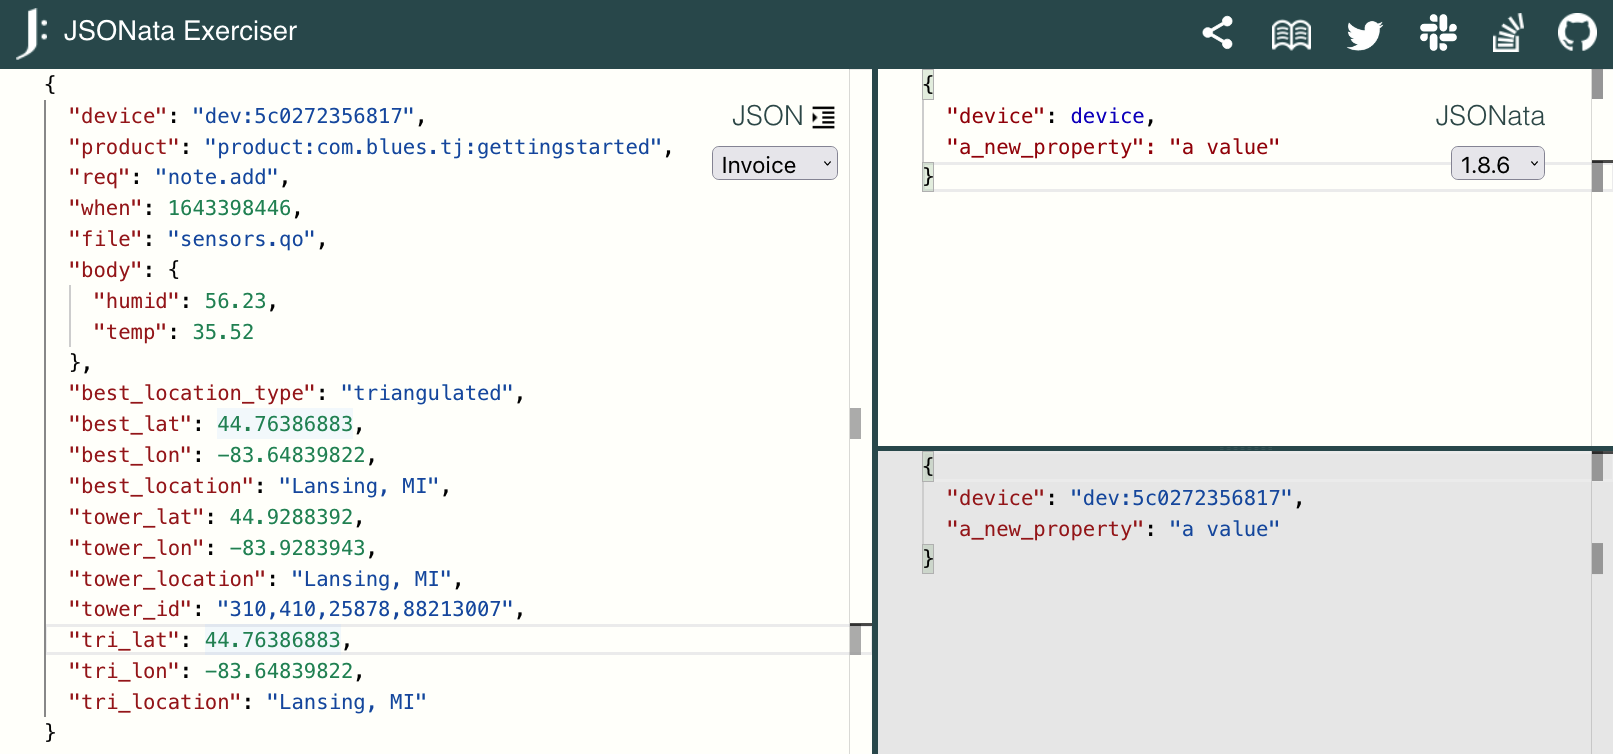 J: JSONata Exerciser
{
"device": "dev:5c0272356817",
"product": "product:com.blues.tj:gettingstarted",
"req": "note.add",
"when": 1643398446,
"file": "sensors.qo",
"body": {
"humid": 56.23,
"temp": 35.52
},
"best_location_type": "triangulated",
"best_lat": 44.76386883,
"best_lon": -83.64839822,
"best_location": "Lansing, MI",
"tower_lat": 44.9288392,
"tower_lon": -83.9283943,
"tower_location": "Lansing, MI",
"tower_id": "310,410,25878,88213007",
"tri_lat": 44.76386883,
"tri_lon": -83.64839822,
"tri_location": "Lansing, MI"
}
JSON
Invoice
{
"device": device,
"a_new_property": "a value"
}
JSONata
1.8.6
{
"device": "dev:5c0272356817",
"a_new_property": "a value"
}